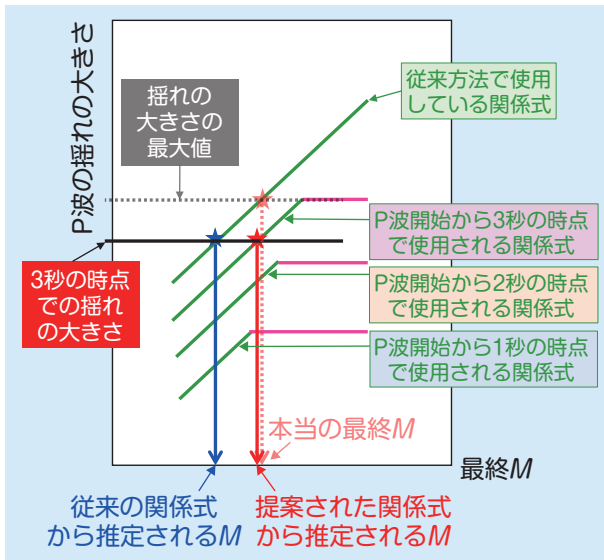 P波の揺れの大きさ
揺れの
大きさの
最大値
従来方法で使用
している関係式
P波開始から3秒の時点
で使用される関係式
3秒の時点
での揺れ
の大きさ
P波開始から2秒の時点
で使用される関係式
P波開始から1秒の時点
で使用される関係式
本当の最終M
最終M
従来の関係式
から推定されるM
提案された関係式
から推定されるM